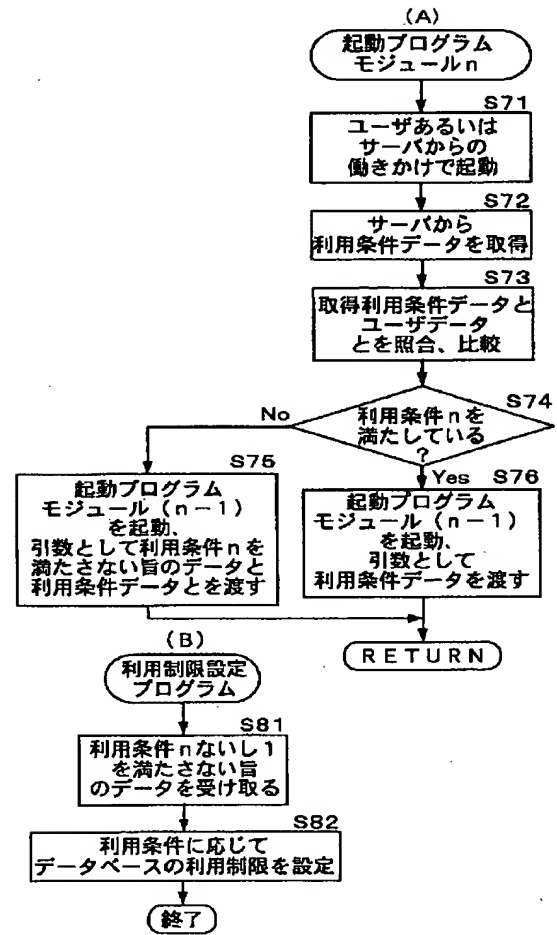 (A)
起動プログラム
モジュールn
S71
ユーザあるいは
サーバからの
働きかけで起動
S72
サーバから
利用条件データを取得
S73
取得利用条件データと
ユーザデータ
とを照合、比較
S74
利用条件nを
満たしている
?
No
Yes
S75
起動プログラム
モジュール(n-1)
を起動、
引数として利用条件nを
満たさない旨のデータと
利用条件データとを渡す
S76
起動プログラム
モジュール(n-1)
を起動、
引数として
利用条件データを渡す
RETURN
(B)
利用制限設定
プログラム
S81
利用条件nないし1
を満たさない旨
のデータを受け取る
S82
利用条件に応じて
データベースの利用制限を設定
終了